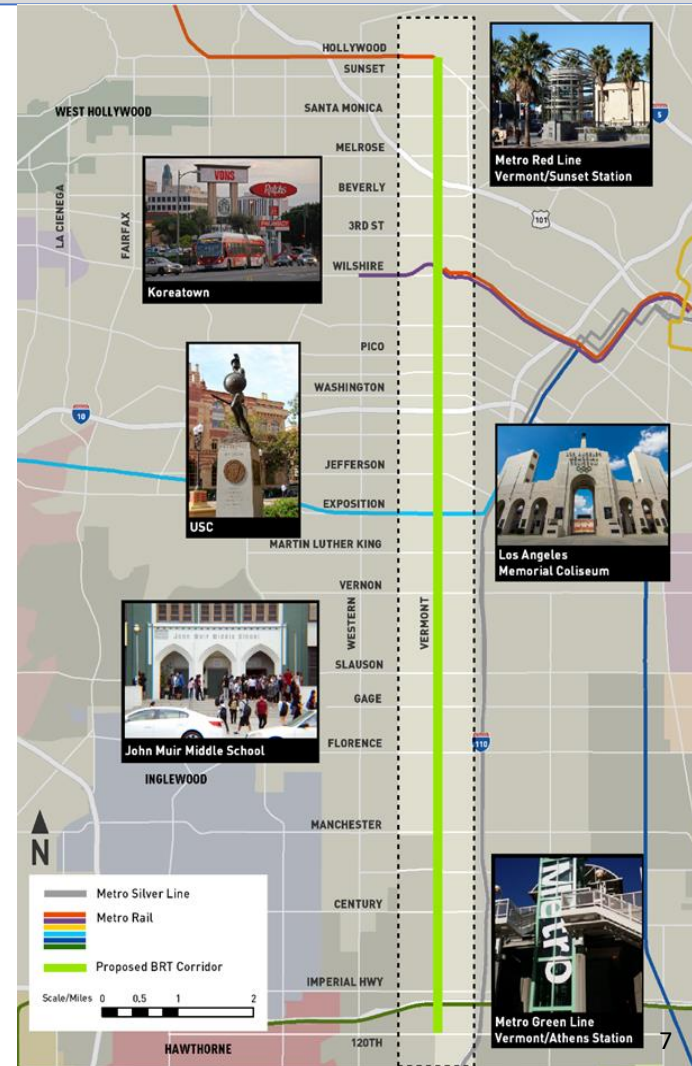 HOLLYWOOD
SUNSET
WEST HOLLYWOOD
SANTA MONICA
5
MELROSE
Metro Red Line
Vermont/Sunset Station
VONS
Ralphs
BEVERLY
LA CIENEGA
FAIRFAX
101
3RD ST
WILSHIRE
Koreatown
PICO
WASHINGTON
10
JEFFERSON
LOS ANGELES
MEMORIAL
COLISEUM
EXPOSITION
USC
Los Angeles
Memorial Coliseum
MARTIN LUTHER KING
VERNON
WESTERN
VERMONT
John Muir Middle School
SLAUSON
GAGE
John Muir Middle School
FLORENCE
110
INGLEWOOD
MANCHESTER
N
Metro Silver Line
Metro Rail
CENTURY
Metro
Proposed BRT Corridor
IMPERIAL HWY
Scale/Miles 0 0.5 1 2
Metro Green Line
Vermont/Athens Station
7
120TH
HAWTHORNE